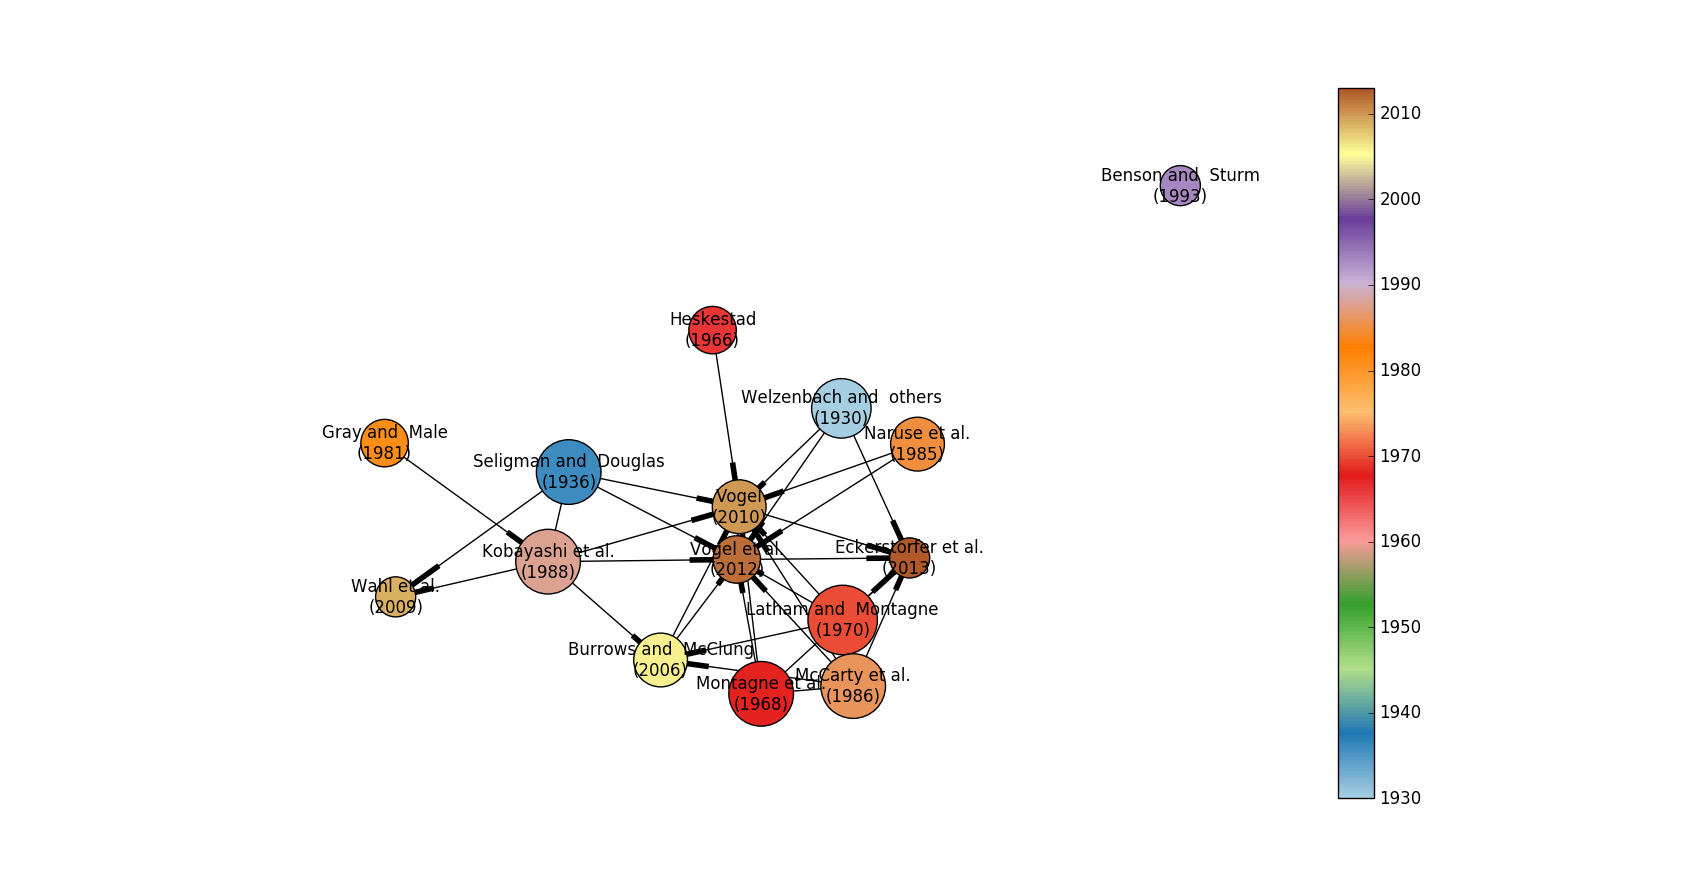 Benson and  Sturm
(1993)
Heskestad
(1966)
Welzenbach and  others
(1930)
Naruse et al.
(1985)
Gray and  Male
(1981)
Seligman and  Douglas
(1936)
Vogel
(2010)
Kobayashi et al.
(1988)
Vogel et al.
(2012)
Eckerstorfer et al.
(2013)
Wahl et al.
(2009)
Latham and  Montagne
(1970)
Burrows and  McClung
(2006)
Montagne et al.
(1968)
McCarty et al.
(1986)
2010
2000
1990
1980
1970
1960
1950
1940
1930